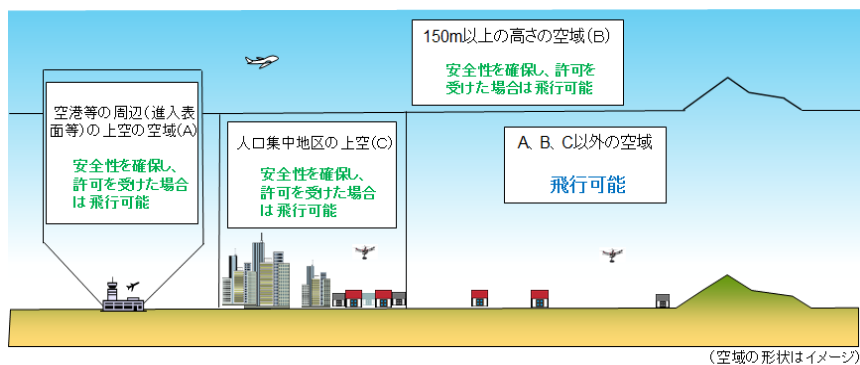 150m以上の高さの空域(B)
安全性を確保し、許可を
受けた場合は飛行可能
空港等の周辺(進入表
面等)の上空の空域(A)
安全性を確保し、
許可を受けた場合
は飛行可能
人口集中地区の上空(C)
安全性を確保し、
許可を受けた場合
は飛行可能
A、B、C以外の空域
飛行可能
(空域の形状はイメージ)